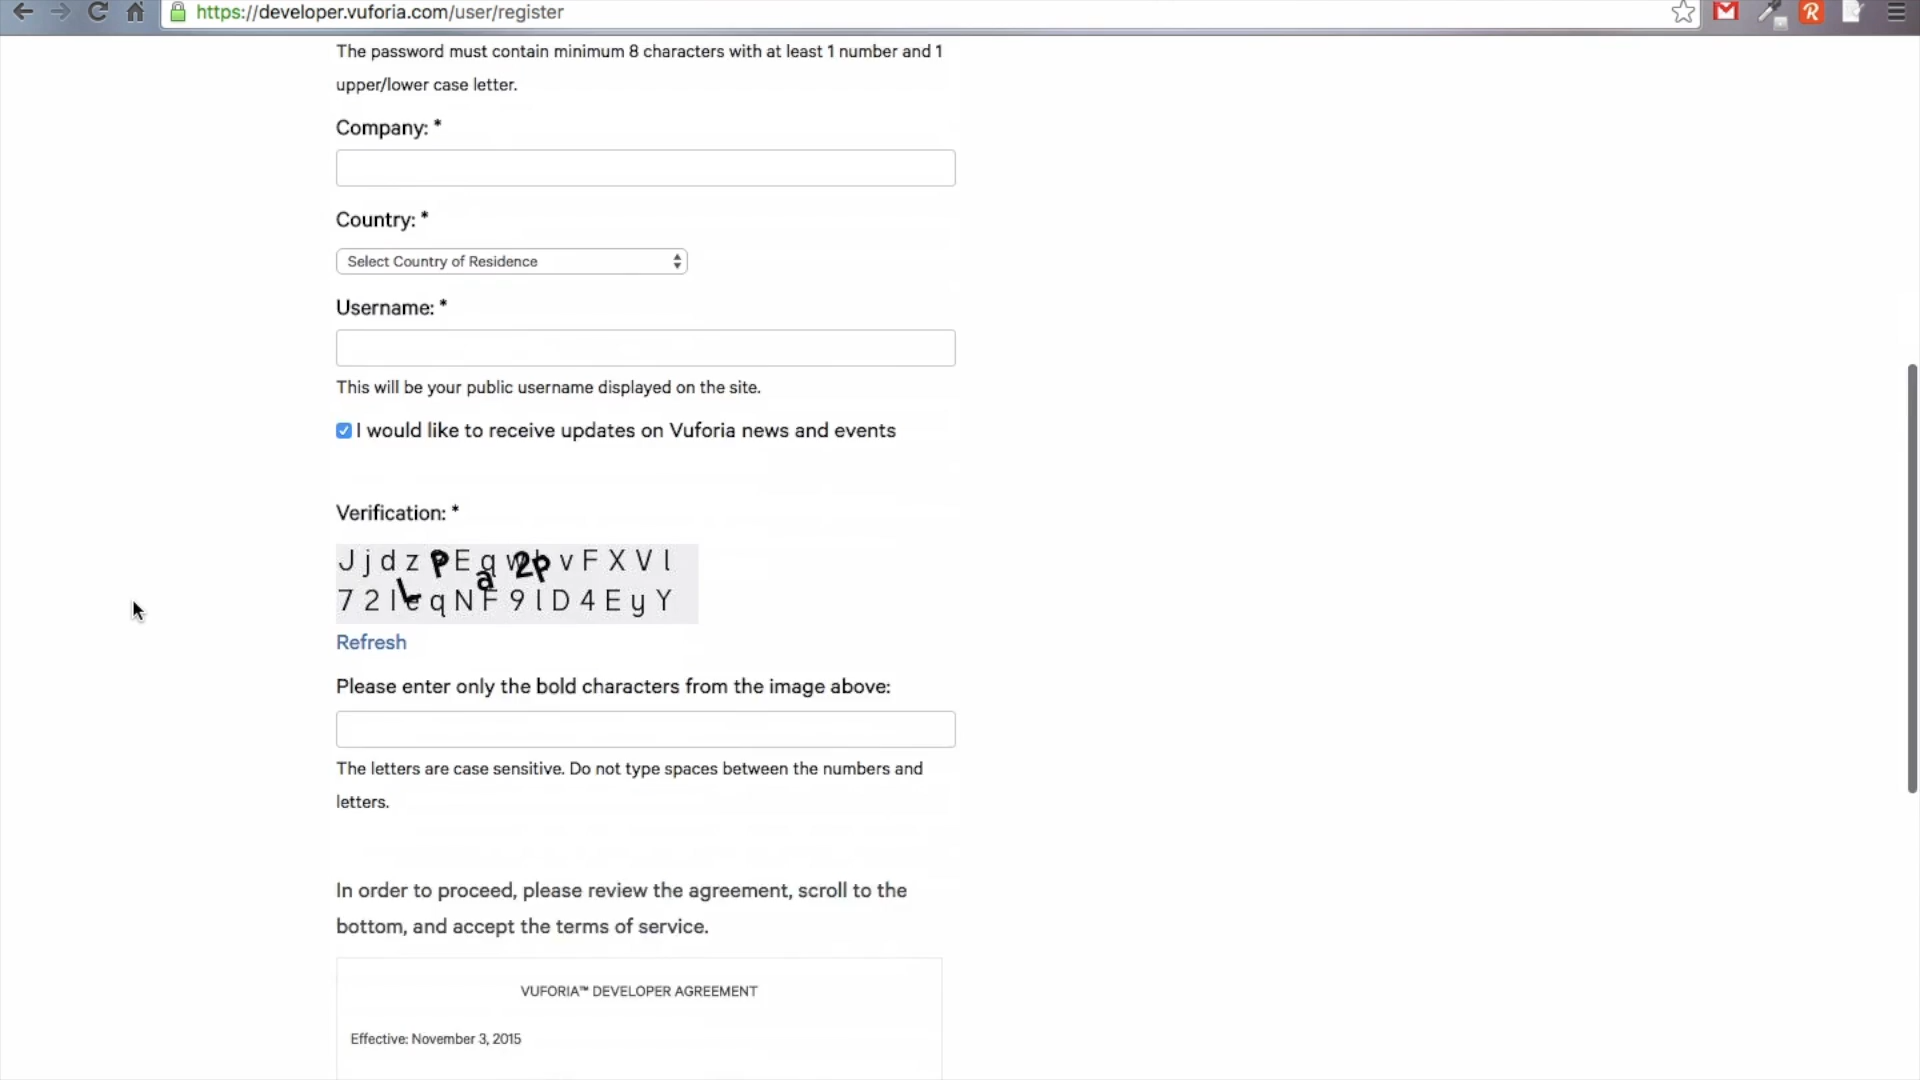 https://developer.vuforia.com/user/register
The password must contain minimum 8 characters with at least 1 number and 1
upper/lower case letter.
Company: *
Country: *
Select Country of Residence
Username: *
This will be your public username displayed on the site.
I would like to receive updates on Vuforia news and events
Verification: *
Refresh
Please enter only the bold characters from the image above:
The letters are case sensitive. Do not type spaces between the numbers and
letters.
In order to proceed, please review the agreement, scroll to the
bottom, and accept the terms of service.
VUFORIA™ DEVELOPER AGREEMENT
Effective: November 3, 2015